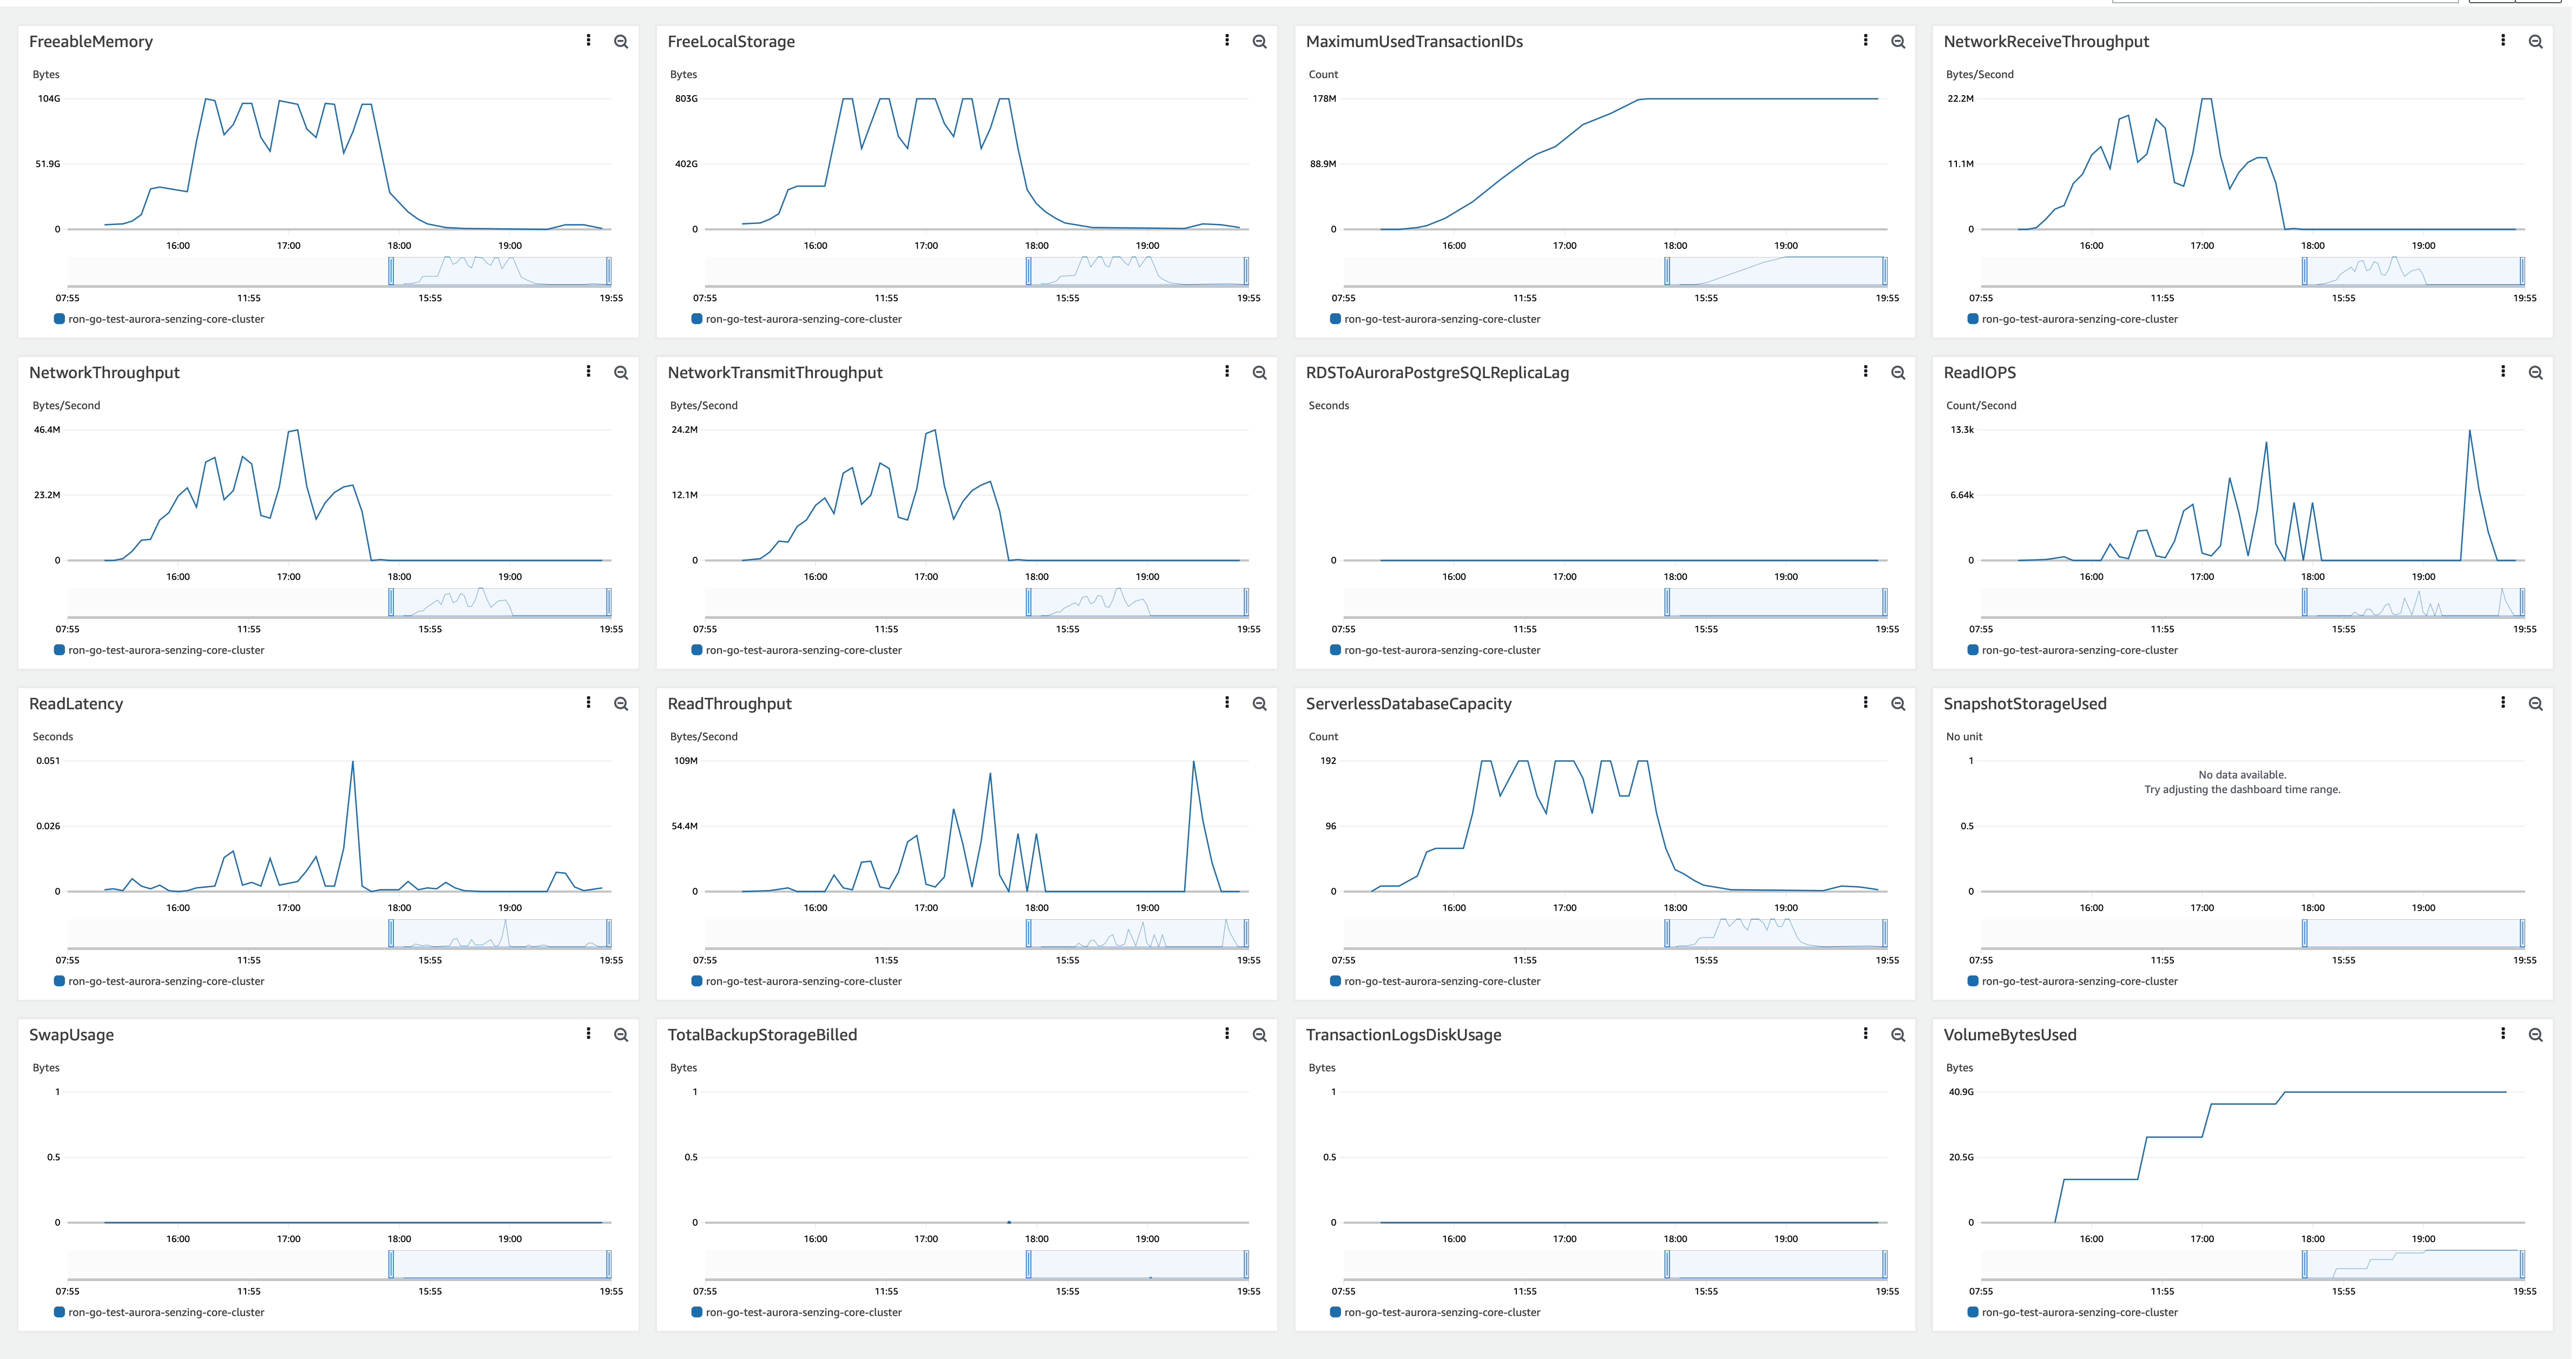 FreeableMemory
Bytes
104G
51.9G
0
16:00 17:00 18:00 19:00
07:55 11:55 15:55 19:55
ron-go-test-aurora-senzing-core-cluster
FreeLocalStorage
Bytes
803G
402G
0
16:00 17:00 18:00 19:00
07:55 11:55 15:55 19:55
ron-go-test-aurora-senzing-core-cluster
MaximumUsedTransactionIDs
Count
178M
88.9M
0
16:00 17:00 18:00 19:00
07:55 11:55 15:55 19:55
ron-go-test-aurora-senzing-core-cluster
NetworkReceiveThroughput
Bytes/Second
22.2M
11.1M
0
16:00 17:00 18:00 19:00
07:55 11:55 15:55 19:55
ron-go-test-aurora-senzing-core-cluster
NetworkThroughput
Bytes/Second
46.4M
23.2M
0
16:00 17:00 18:00 19:00
07:55 11:55 15:55 19:55
ron-go-test-aurora-senzing-core-cluster
NetworkTransmitThroughput
Bytes/Second
24.2M
12.1M
0
16:00 17:00 18:00 19:00
07:55 11:55 15:55 19:55
ron-go-test-aurora-senzing-core-cluster
RDSToAuroraPostgreSQLReplicaLag
Seconds
0
16:00 17:00 18:00 19:00
07:55 11:55 15:55 19:55
ron-go-test-aurora-senzing-core-cluster
ReadIOPS
Count/Second
13.3k
6.64k
0
16:00 17:00 18:00 19:00
07:55 11:55 15:55 19:55
ron-go-test-aurora-senzing-core-cluster
ReadLatency
Seconds
0.051
0.026
0
16:00 17:00 18:00 19:00
07:55 11:55 15:55 19:55
ron-go-test-aurora-senzing-core-cluster
ReadThroughput
Bytes/Second
109M
54.4M
0
16:00 17:00 18:00 19:00
07:55 11:55 15:55 19:55
ron-go-test-aurora-senzing-core-cluster
ServerlessDatabaseCapacity
Count
192
96
0
16:00 17:00 18:00 19:00
07:55 11:55 15:55 19:55
ron-go-test-aurora-senzing-core-cluster
SnapshotStorageUsed
No unit
1
No data available.
Try adjusting the dashboard time range.
0.5
0
16:00 17:00 18:00 19:00
07:55 11:55 15:55 19:55
ron-go-test-aurora-senzing-core-cluster
SwapUsage
Bytes
1
0.5
0
16:00 17:00 18:00 19:00
07:55 11:55 15:55 19:55
ron-go-test-aurora-senzing-core-cluster
TotalBackupStorageBilled
Bytes
1
0.5
0
16:00 17:00 18:00 19:00
07:55 11:55 15:55 19:55
ron-go-test-aurora-senzing-core-cluster
TransactionLogsDiskUsage
Bytes
1
0.5
0
16:00 17:00 18:00 19:00
07:55 11:55 15:55 19:55
ron-go-test-aurora-senzing-core-cluster
VolumeBytesUsed
Bytes
40.9G
20.5G
0
16:00 17:00 18:00 19:00
07:55 11:55 15:55 19:55
ron-go-test-aurora-senzing-core-cluster